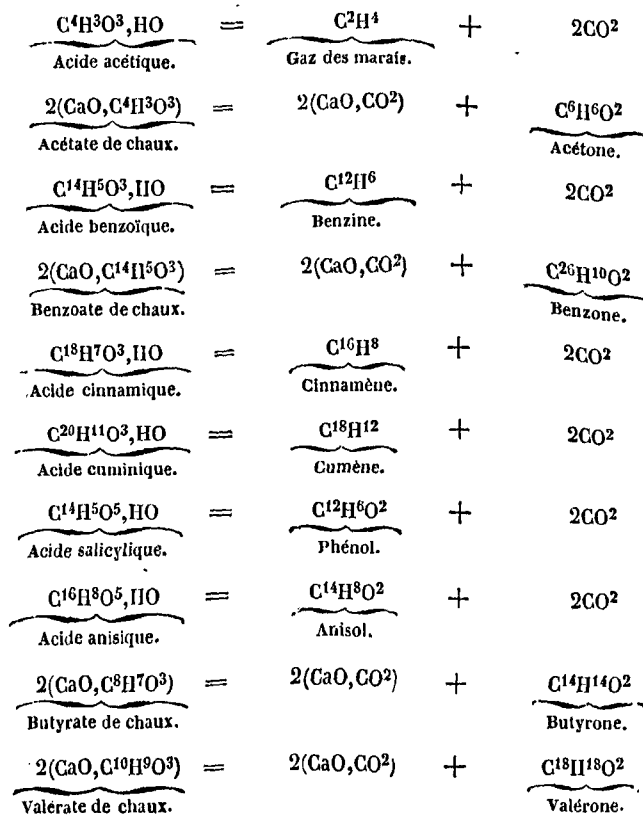 C⁴H³O³,HO = C²H⁴ + 2CO²
Acide acétique. Gaz des marais.
2(CaO,C⁴H³O³) = 2(CaO,CO²) + C⁶H⁶O²
Acétate de chaux. Acétone.
C¹⁴H⁵O³,HO = C¹²H⁶ + 2CO²
Acide benzoïque. Benzine.
2(CaO,C¹⁴H⁵O³) = 2(CaO,CO²) + C²⁶H¹⁰O²
Benzoate de chaux. Benzone.
C¹⁸H⁷O³,HO = C¹⁶H⁸ + 2CO²
Acide cinnamique. Cinnamène.
C²⁰H¹¹O³,HO = C¹⁸H¹² + 2CO²
Acide cuminique. Cumène.
C¹⁴H⁵O⁵,HO = C¹²H⁶O² + 2CO²
Acide salicylique. Phénol.
C¹⁶H⁸O⁵,HO = C¹⁴H⁸O² + 2CO²
Acide anisique. Anisol.
2(CaO,C⁸H⁷O³) = 2(CaO,CO²) + C¹⁴H¹⁴O²
Butyrate de chaux. Butyrone.
2(CaO,C¹⁰H⁹O³) = 2(CaO,CO²) + C¹⁸H¹⁸O²
Valérate de chaux. Valérone.